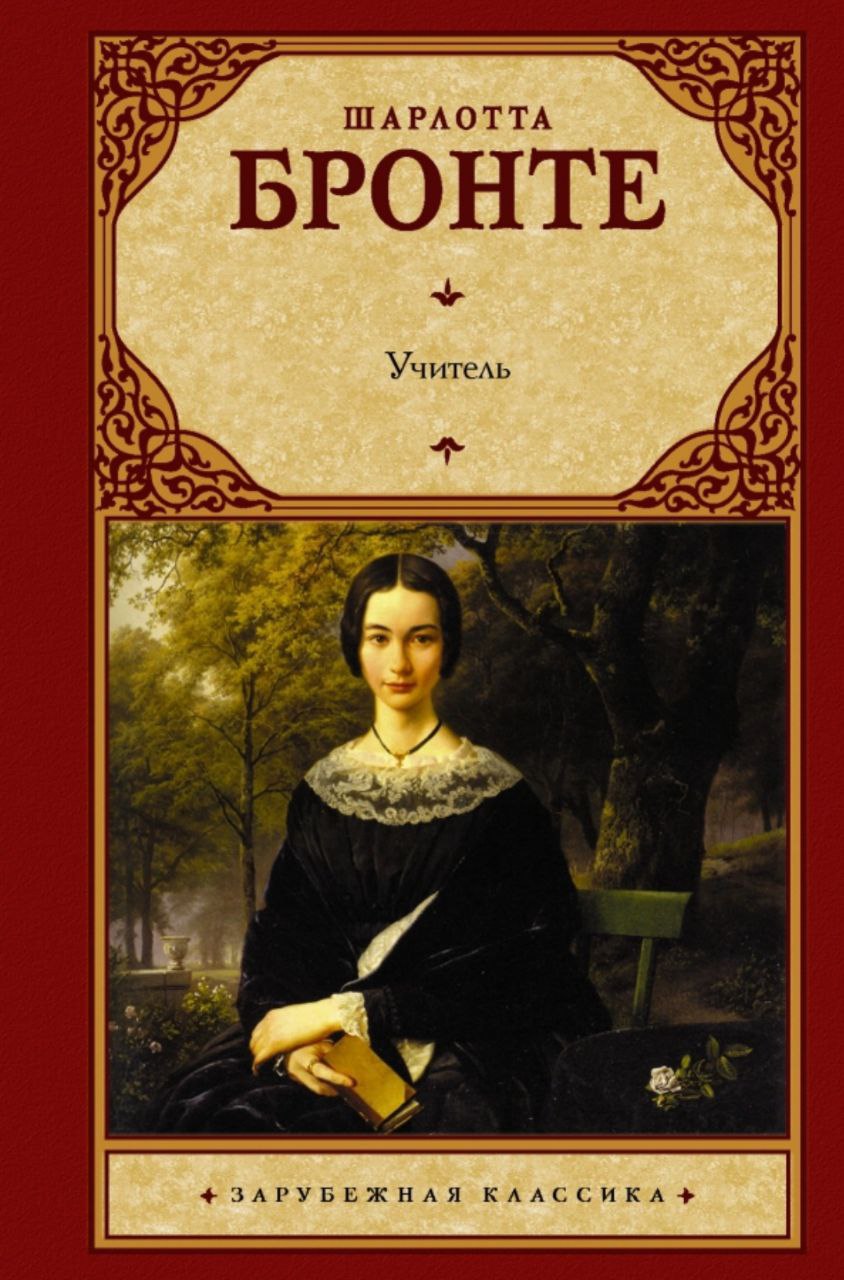 ШАРЛОТТА
БРОНТЕ
Учитель
ЗАРУБЕЖНАЯ КЛАССИКА